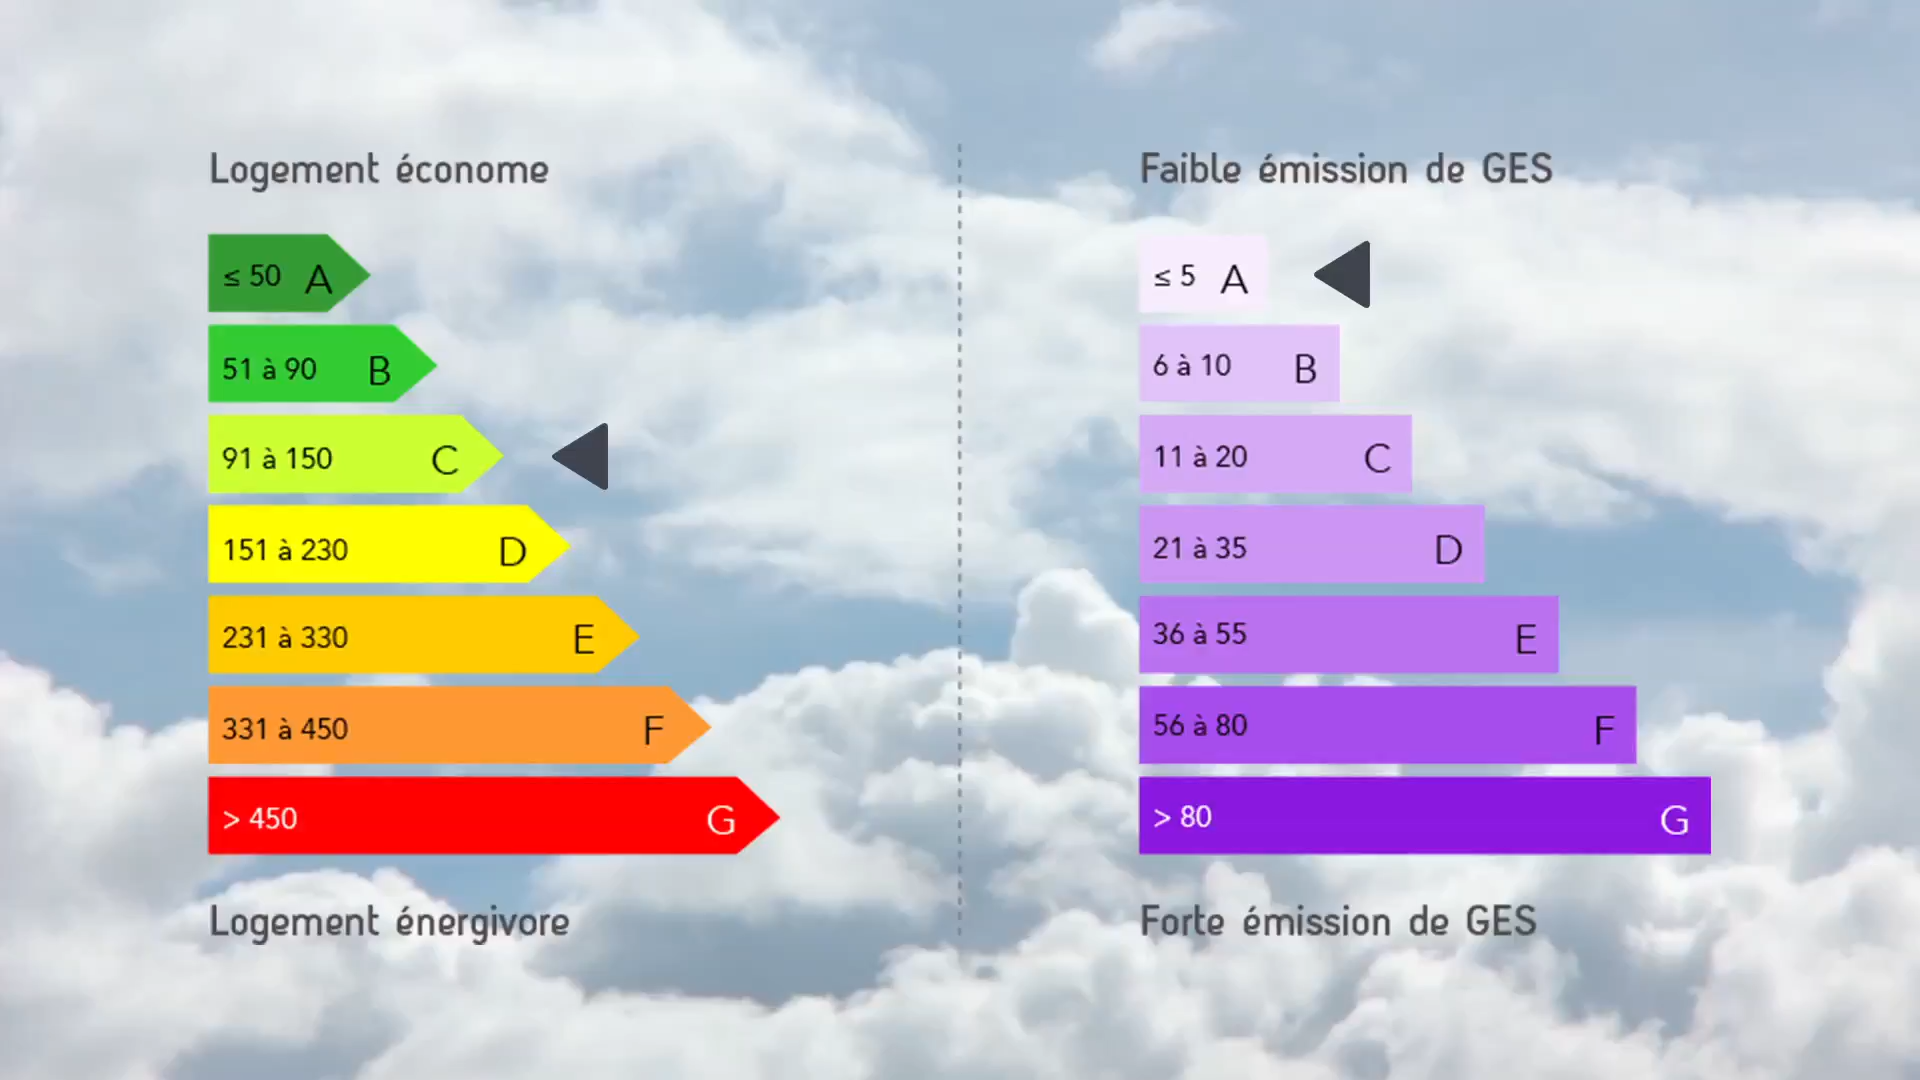 Logement économe
≤ 50 A
51 à 90 B
91 à 150 C
151 à 230 D
231 à 330 E
331 à 450 F
> 450 G
Logement énergivore
Faible émission de GES
≤ 5 A
6 à 10 B
11 à 20 C
21 à 35 D
36 à 55 E
56 à 80 F
> 80 G
Forte émission de GES